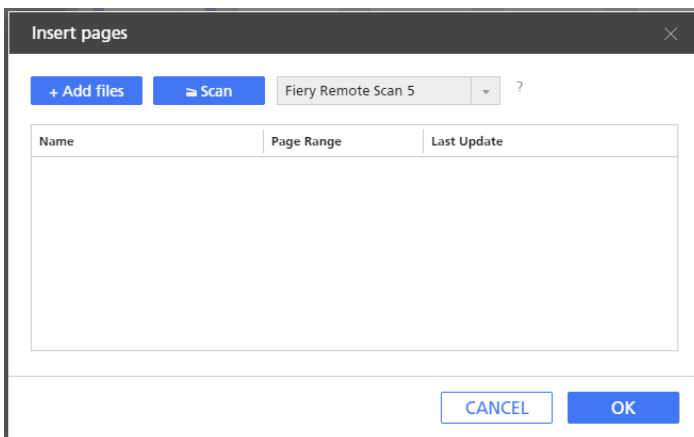 Insert pages
+ Add files Scan Fiery Remote Scan 5 ?
Name Page Range Last Update
CANCEL OK